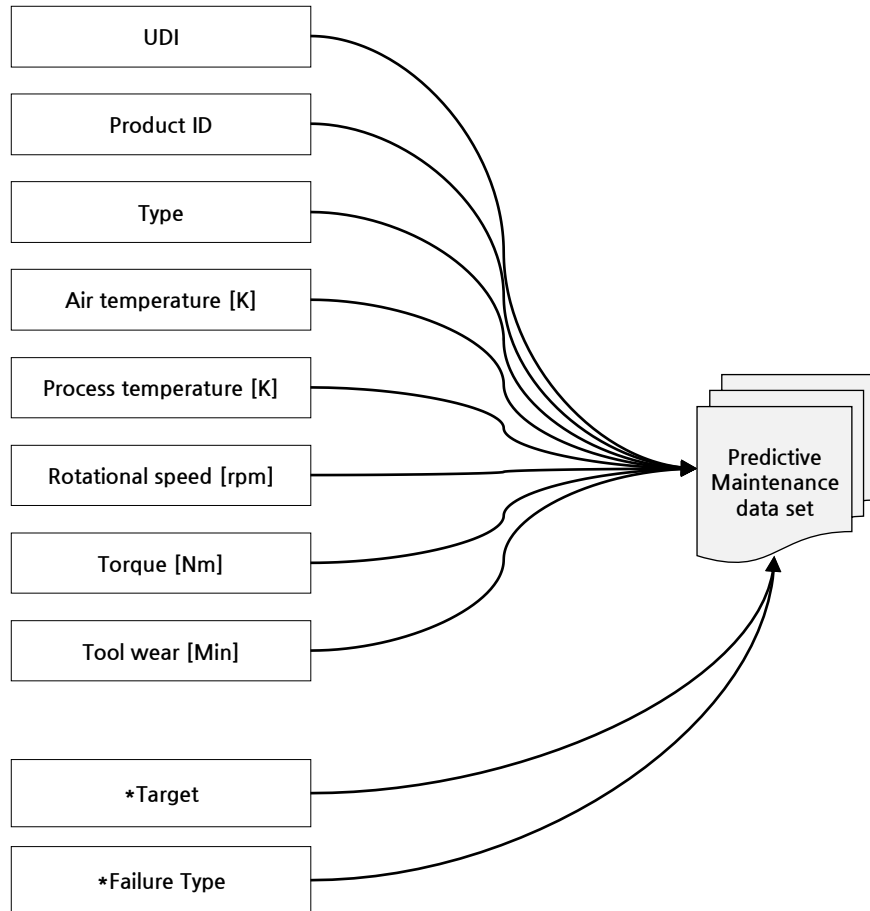 UDI
Product ID
Type
Air temperature [K]
Process temperature [K]
Rotational speed [rpm]
Torque [Nm]
Tool wear [Min]
*Target
*Failure Type
Predictive
Maintenance
data set